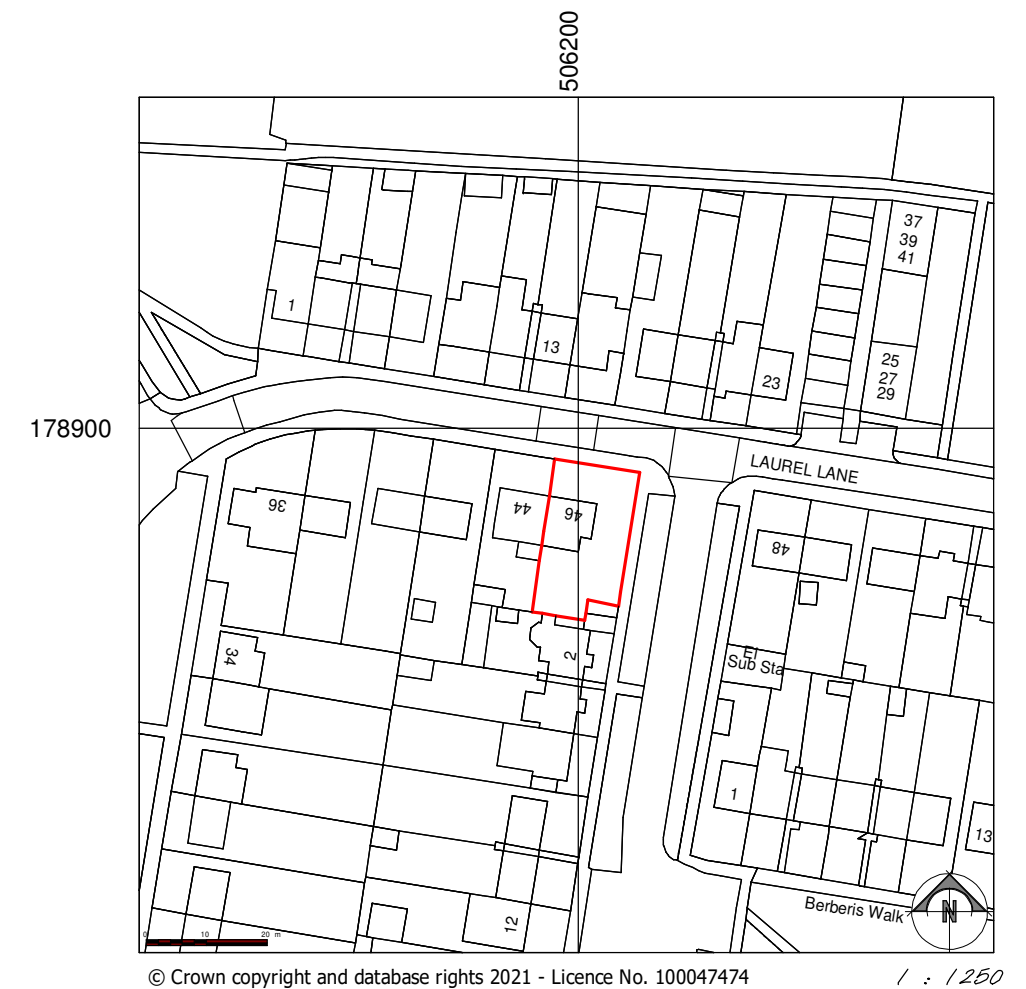 506200
178900
37
39
41
1
13
23
25
27
29
LAUREL LANE
36
44
46
48
34
2
El
Sub Sta
1
13
12
Berberis Walk
N
0 10 20 m
© Crown copyright and database rights 2021 - Licence No. 100047474
1 : 1250